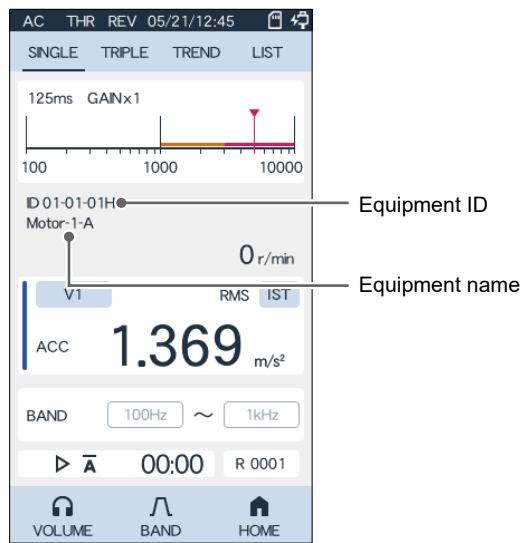 AC THR REV 05/21/12:45
SINGLE TRIPLE TREND LIST
125ms GAIN×1
100 1000 10000
ID 01-01-01H
Equipment ID
Motor-1-A
0 r/min
Equipment name
V1 RMS IST
ACC 1.369 m/s²
BAND 100Hz ~ 1kHz
A 00:00 R 0001
VOLUME BAND HOME